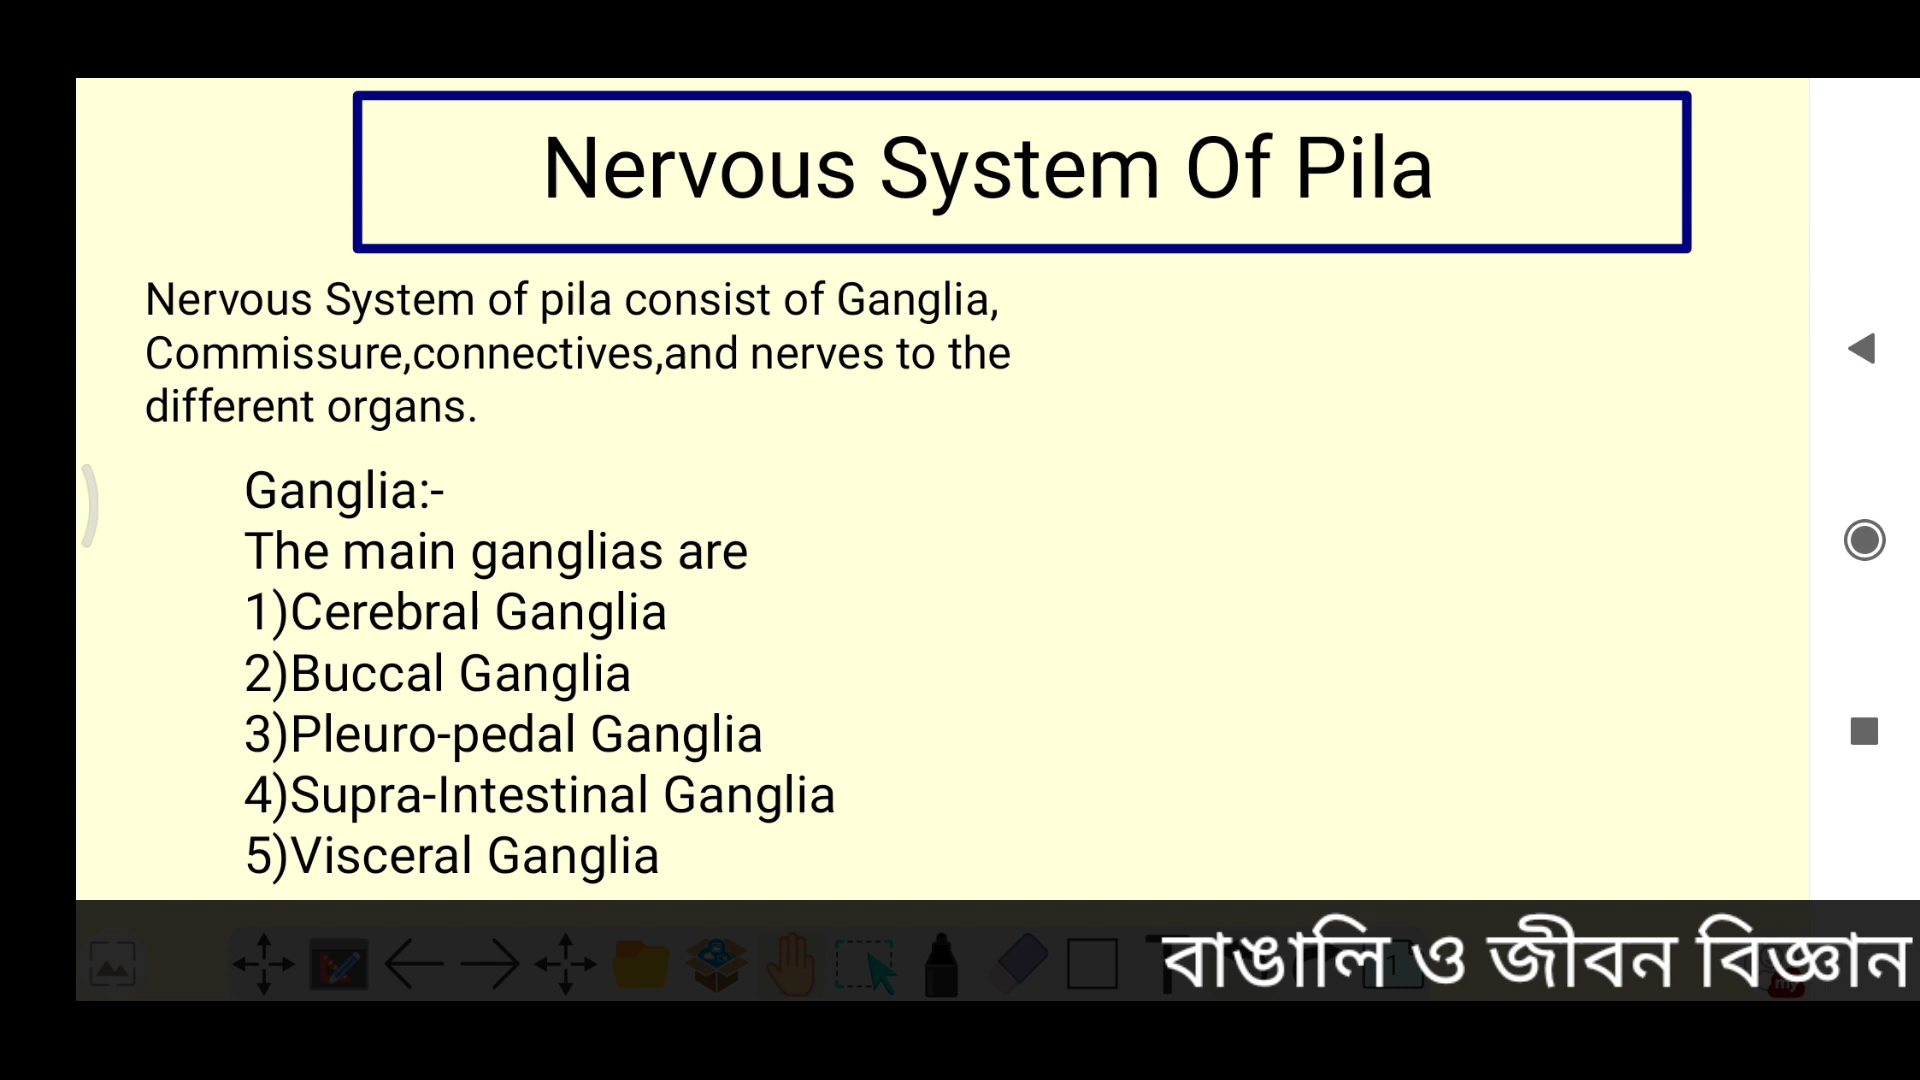 Nervous System Of Pila
Nervous System of pila consist of Ganglia,
Commissure,connectives,and nerves to the
different organs.
Ganglia:-
The main ganglias are
1)Cerebral Ganglia
2)Buccal Ganglia
3)Pleuro-pedal Ganglia
4)Supra-Intestinal Ganglia
5)Visceral Ganglia
বাঙালি ও জীবন বিজ্ঞান